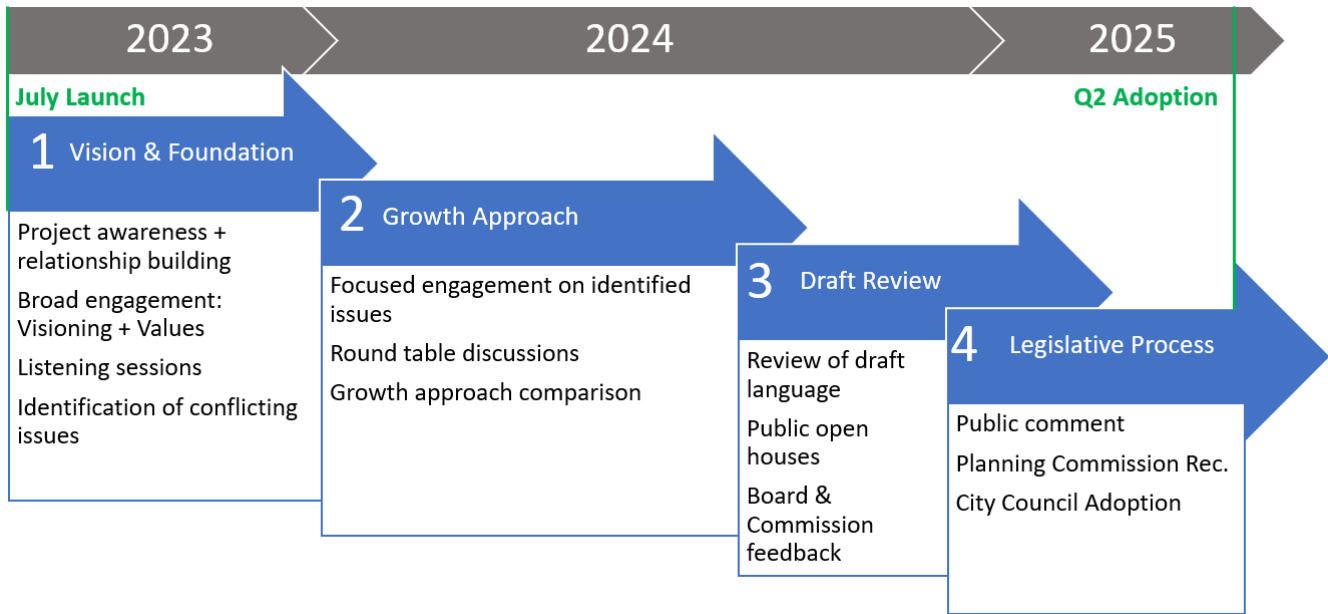 2023
2024
2025
July Launch
Q2 Adoption
1 Vision & Foundation
Project awareness +
relationship building
Broad engagement:
Visioning + Values
Listening sessions
Identification of conflicting
issues
2 Growth Approach
Focused engagement on identified
issues
Round table discussions
Growth approach comparison
3 Draft Review
Review of draft
language
Public open
houses
Board &
Commission
feedback
4 Legislative Process
Public comment
Planning Commission Rec.
City Council Adoption